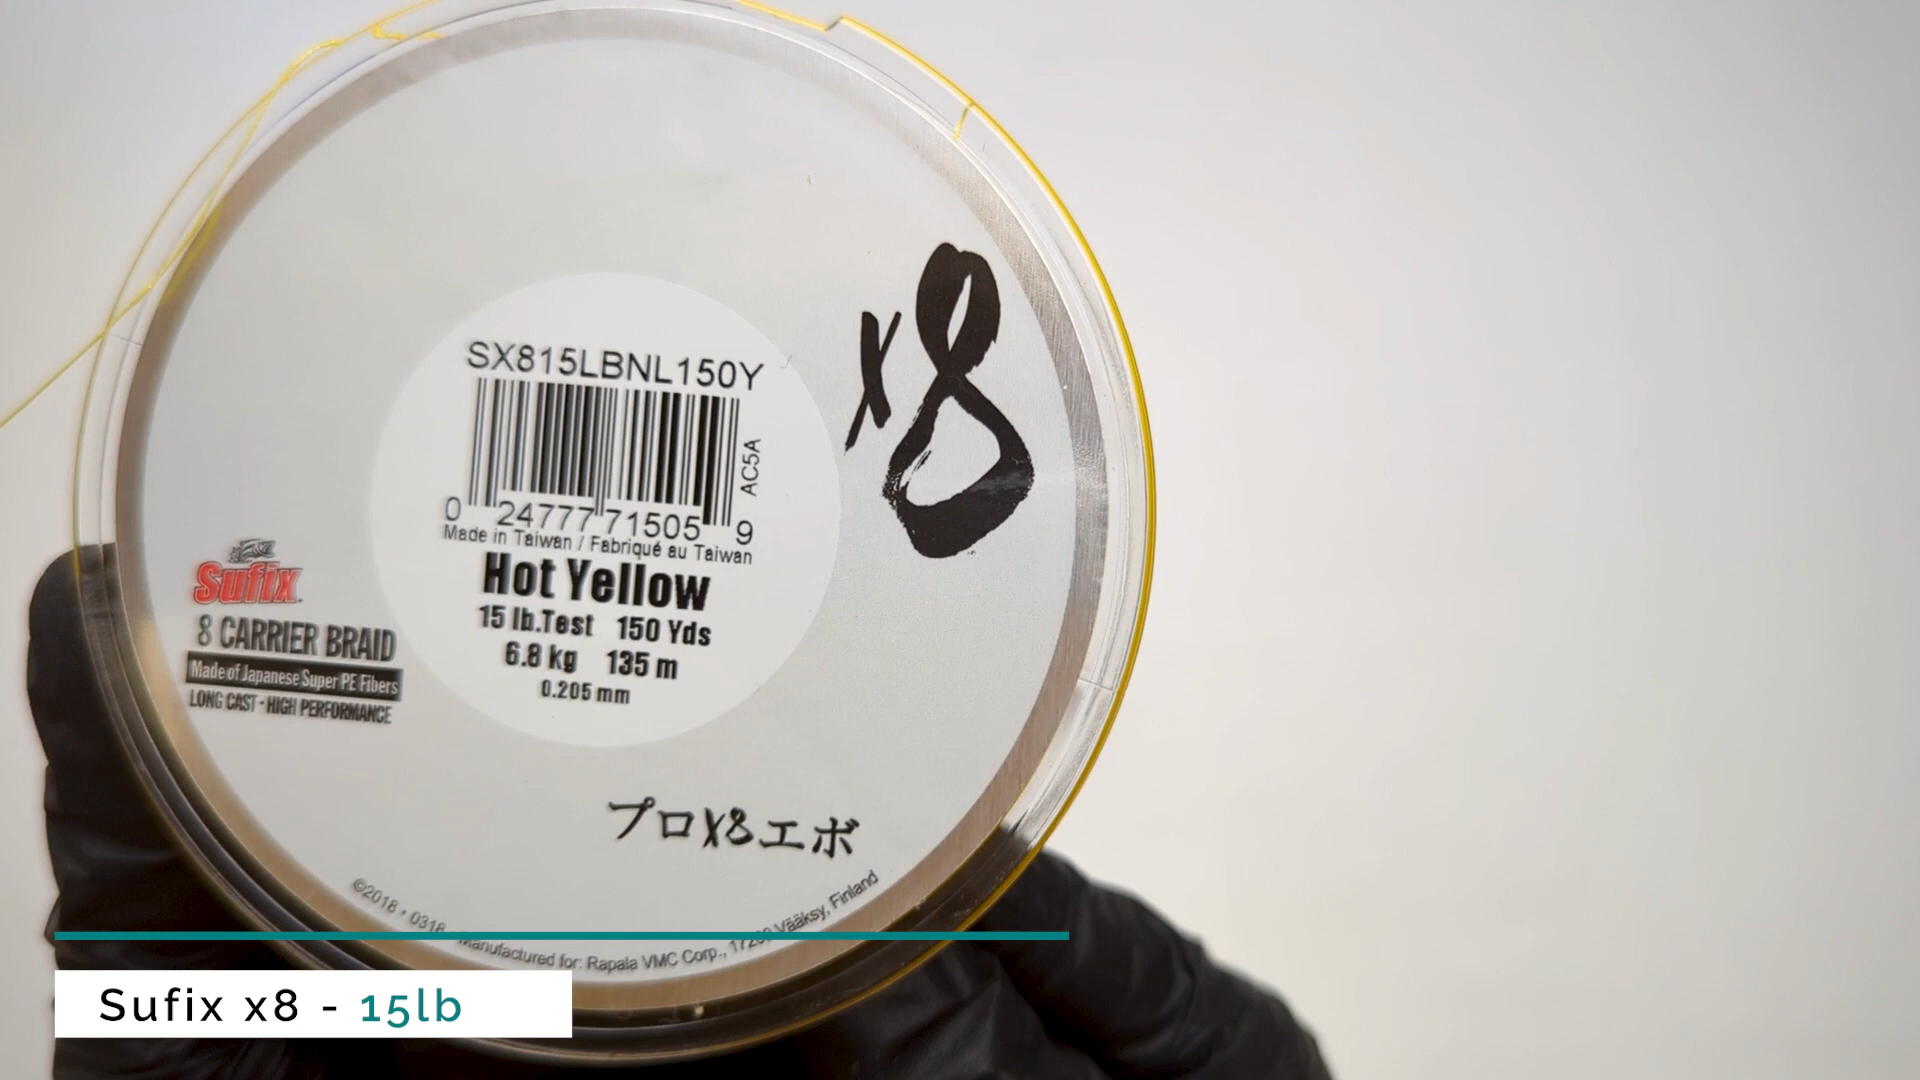 x8
SX815LBNL150Y
AC5A
0 24777 71505 9
Made in Taiwan / Fabriqué au Taiwan
Hot Yellow
15 lb.Test 150 Yds
6.8 kg 135 m
0.205 mm
Sufix
8 CARRIER BRAID
Made of Japanese Super PE Fibers
LONG CAST · HIGH PERFORMANCE
プロX8エボ
©2018 • 0318 Manufactured for: Rapala VMC Corp., Vääksy, Finland
Sufix x8 - 15lb